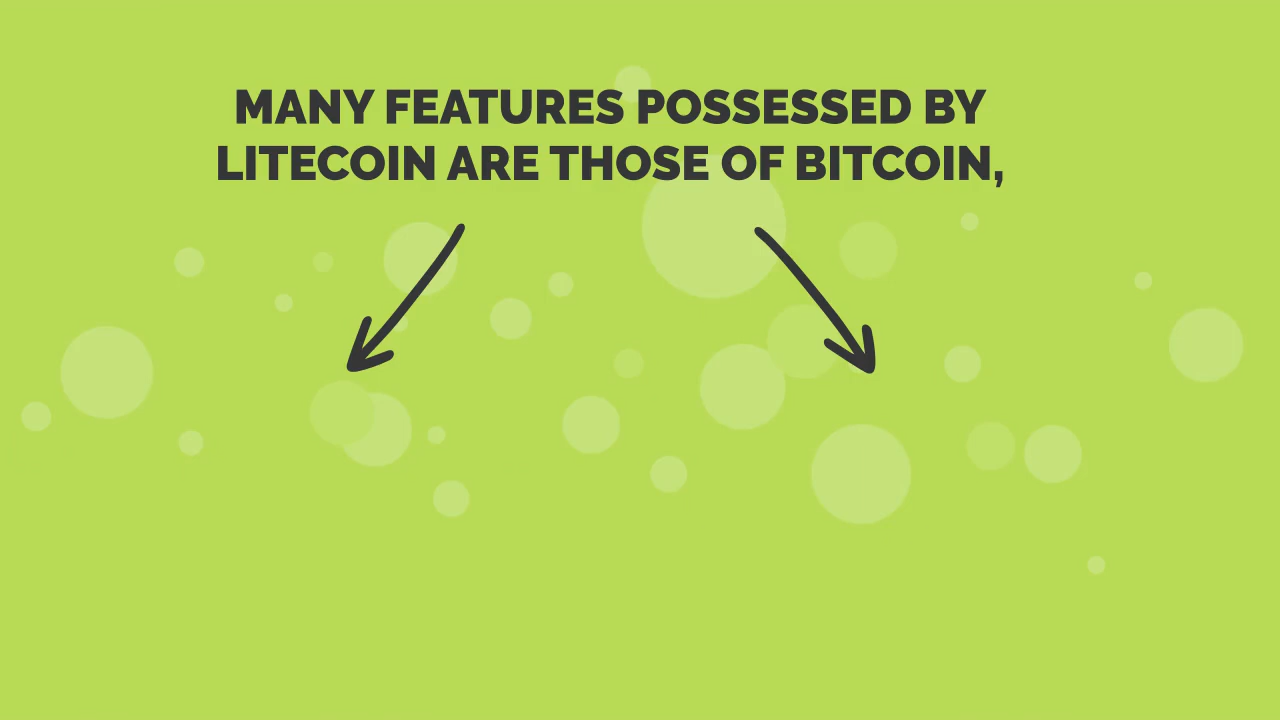 MANY FEATURES POSSESSED BY
LITECOIN ARE THOSE OF BITCOIN,